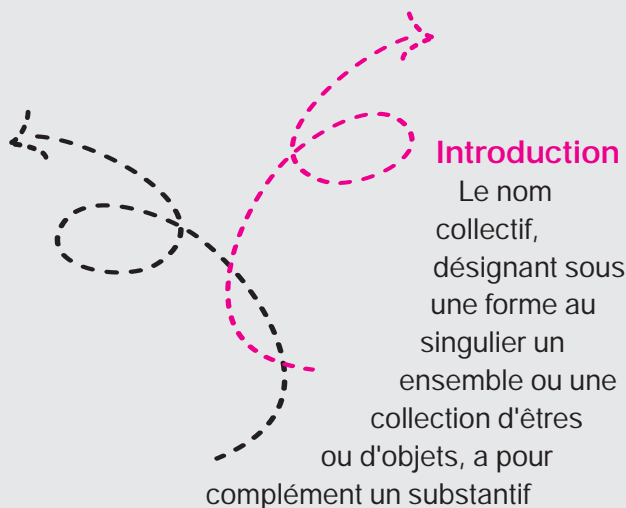 Introduction
Le nom
collectif,
désignant sous
une forme au
singulier un
ensemble ou une
collection d'êtres
ou d'objets, a pour
complément un substantif